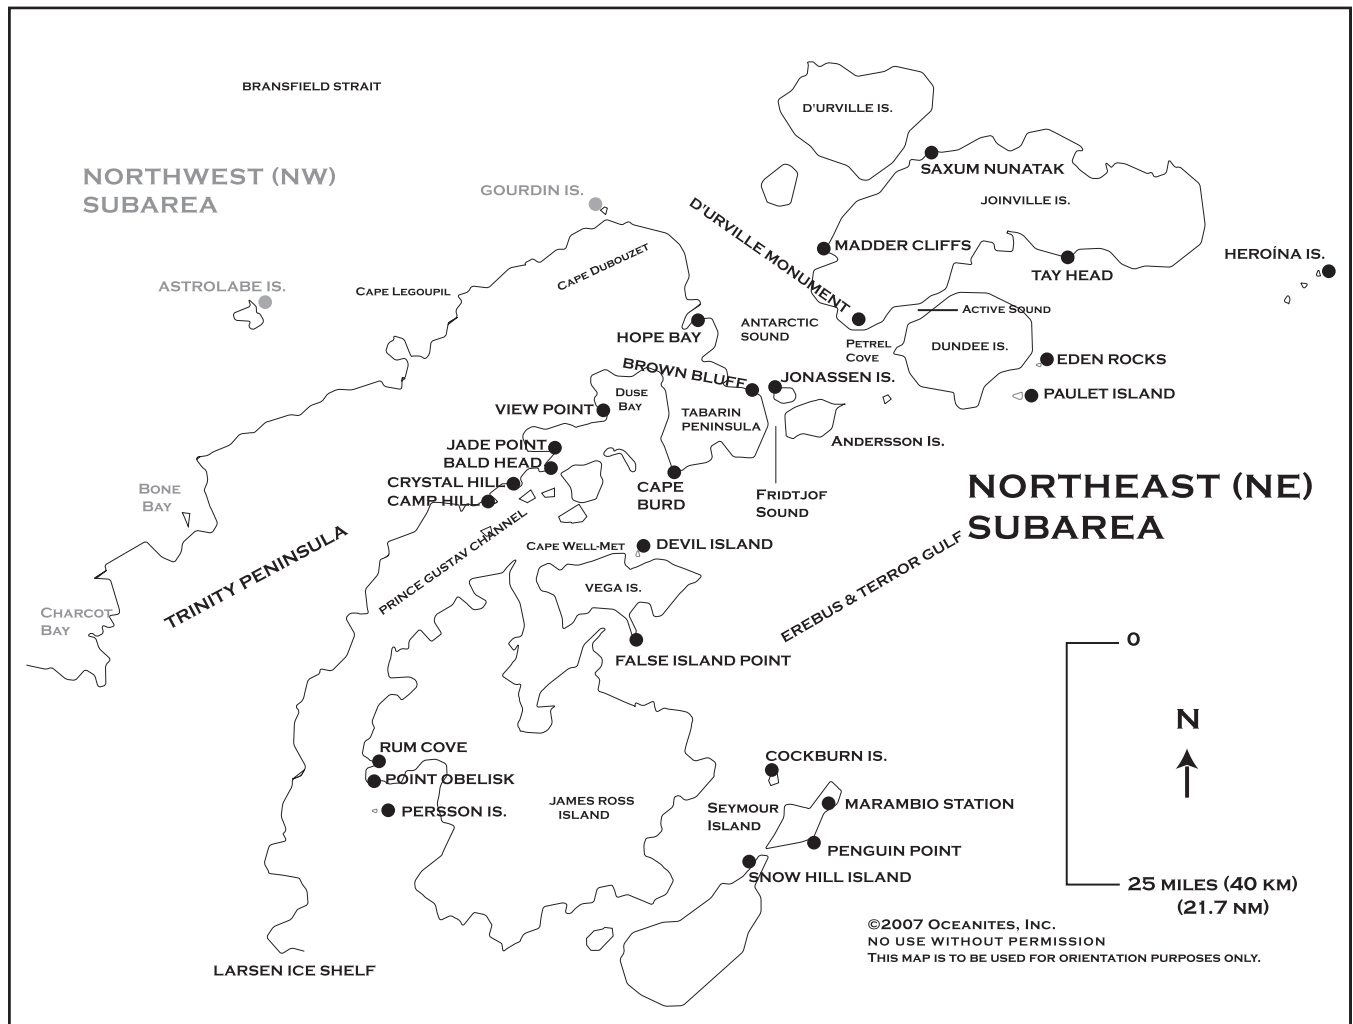 BRANSFIELD STRAIT
D'URVILLE IS.
NORTHWEST (NW)
SUBAREA
SAXUM NUNATAK
GOURDIN IS.
JOINVILLE IS.
D'URVILLE MONUMENT
MADDER CLIFFS
HEROÍNA IS.
CAPE DUBOUZET
TAY HEAD
ASTROLABE IS.
CAPE LEGOUPIL
ACTIVE SOUND
HOPE BAY
ANTARCTIC
SOUND
PETREL
COVE
DUNDEE IS.
EDEN ROCKS
BROWN BLUFF
JONASSEN IS.
DUSE
BAY
PAULET ISLAND
VIEW POINT
TABARIN
PENINSULA
ANDERSSON IS.
JADE POINT
BALD HEAD
CRYSTAL HILL
CAMP HILL
CAPE
BURD
FRIDTJOF
SOUND
NORTHEAST (NE)
SUBAREA
BONE
BAY
TRINITY PENINSULA
PRINCE GUSTAV CHANNEL
CAPE WELL-MET
DEVIL ISLAND
EREBUS & TERROR GULF
VEGA IS.
CHARCOT
BAY
FALSE ISLAND POINT
0
N
RUM COVE
COCKBURN IS.
POINT OBELISK
PERSSON IS.
JAMES ROSS
ISLAND
SEYMOUR
ISLAND
MARAMBIO STATION
PENGUIN POINT
SNOW HILL ISLAND
25 MILES (40 KM)
(21.7 NM)
©2007 OCEANITES, INC.
NO USE WITHOUT PERMISSION
THIS MAP IS TO BE USED FOR ORIENTATION PURPOSES ONLY.
LARSEN ICE SHELF